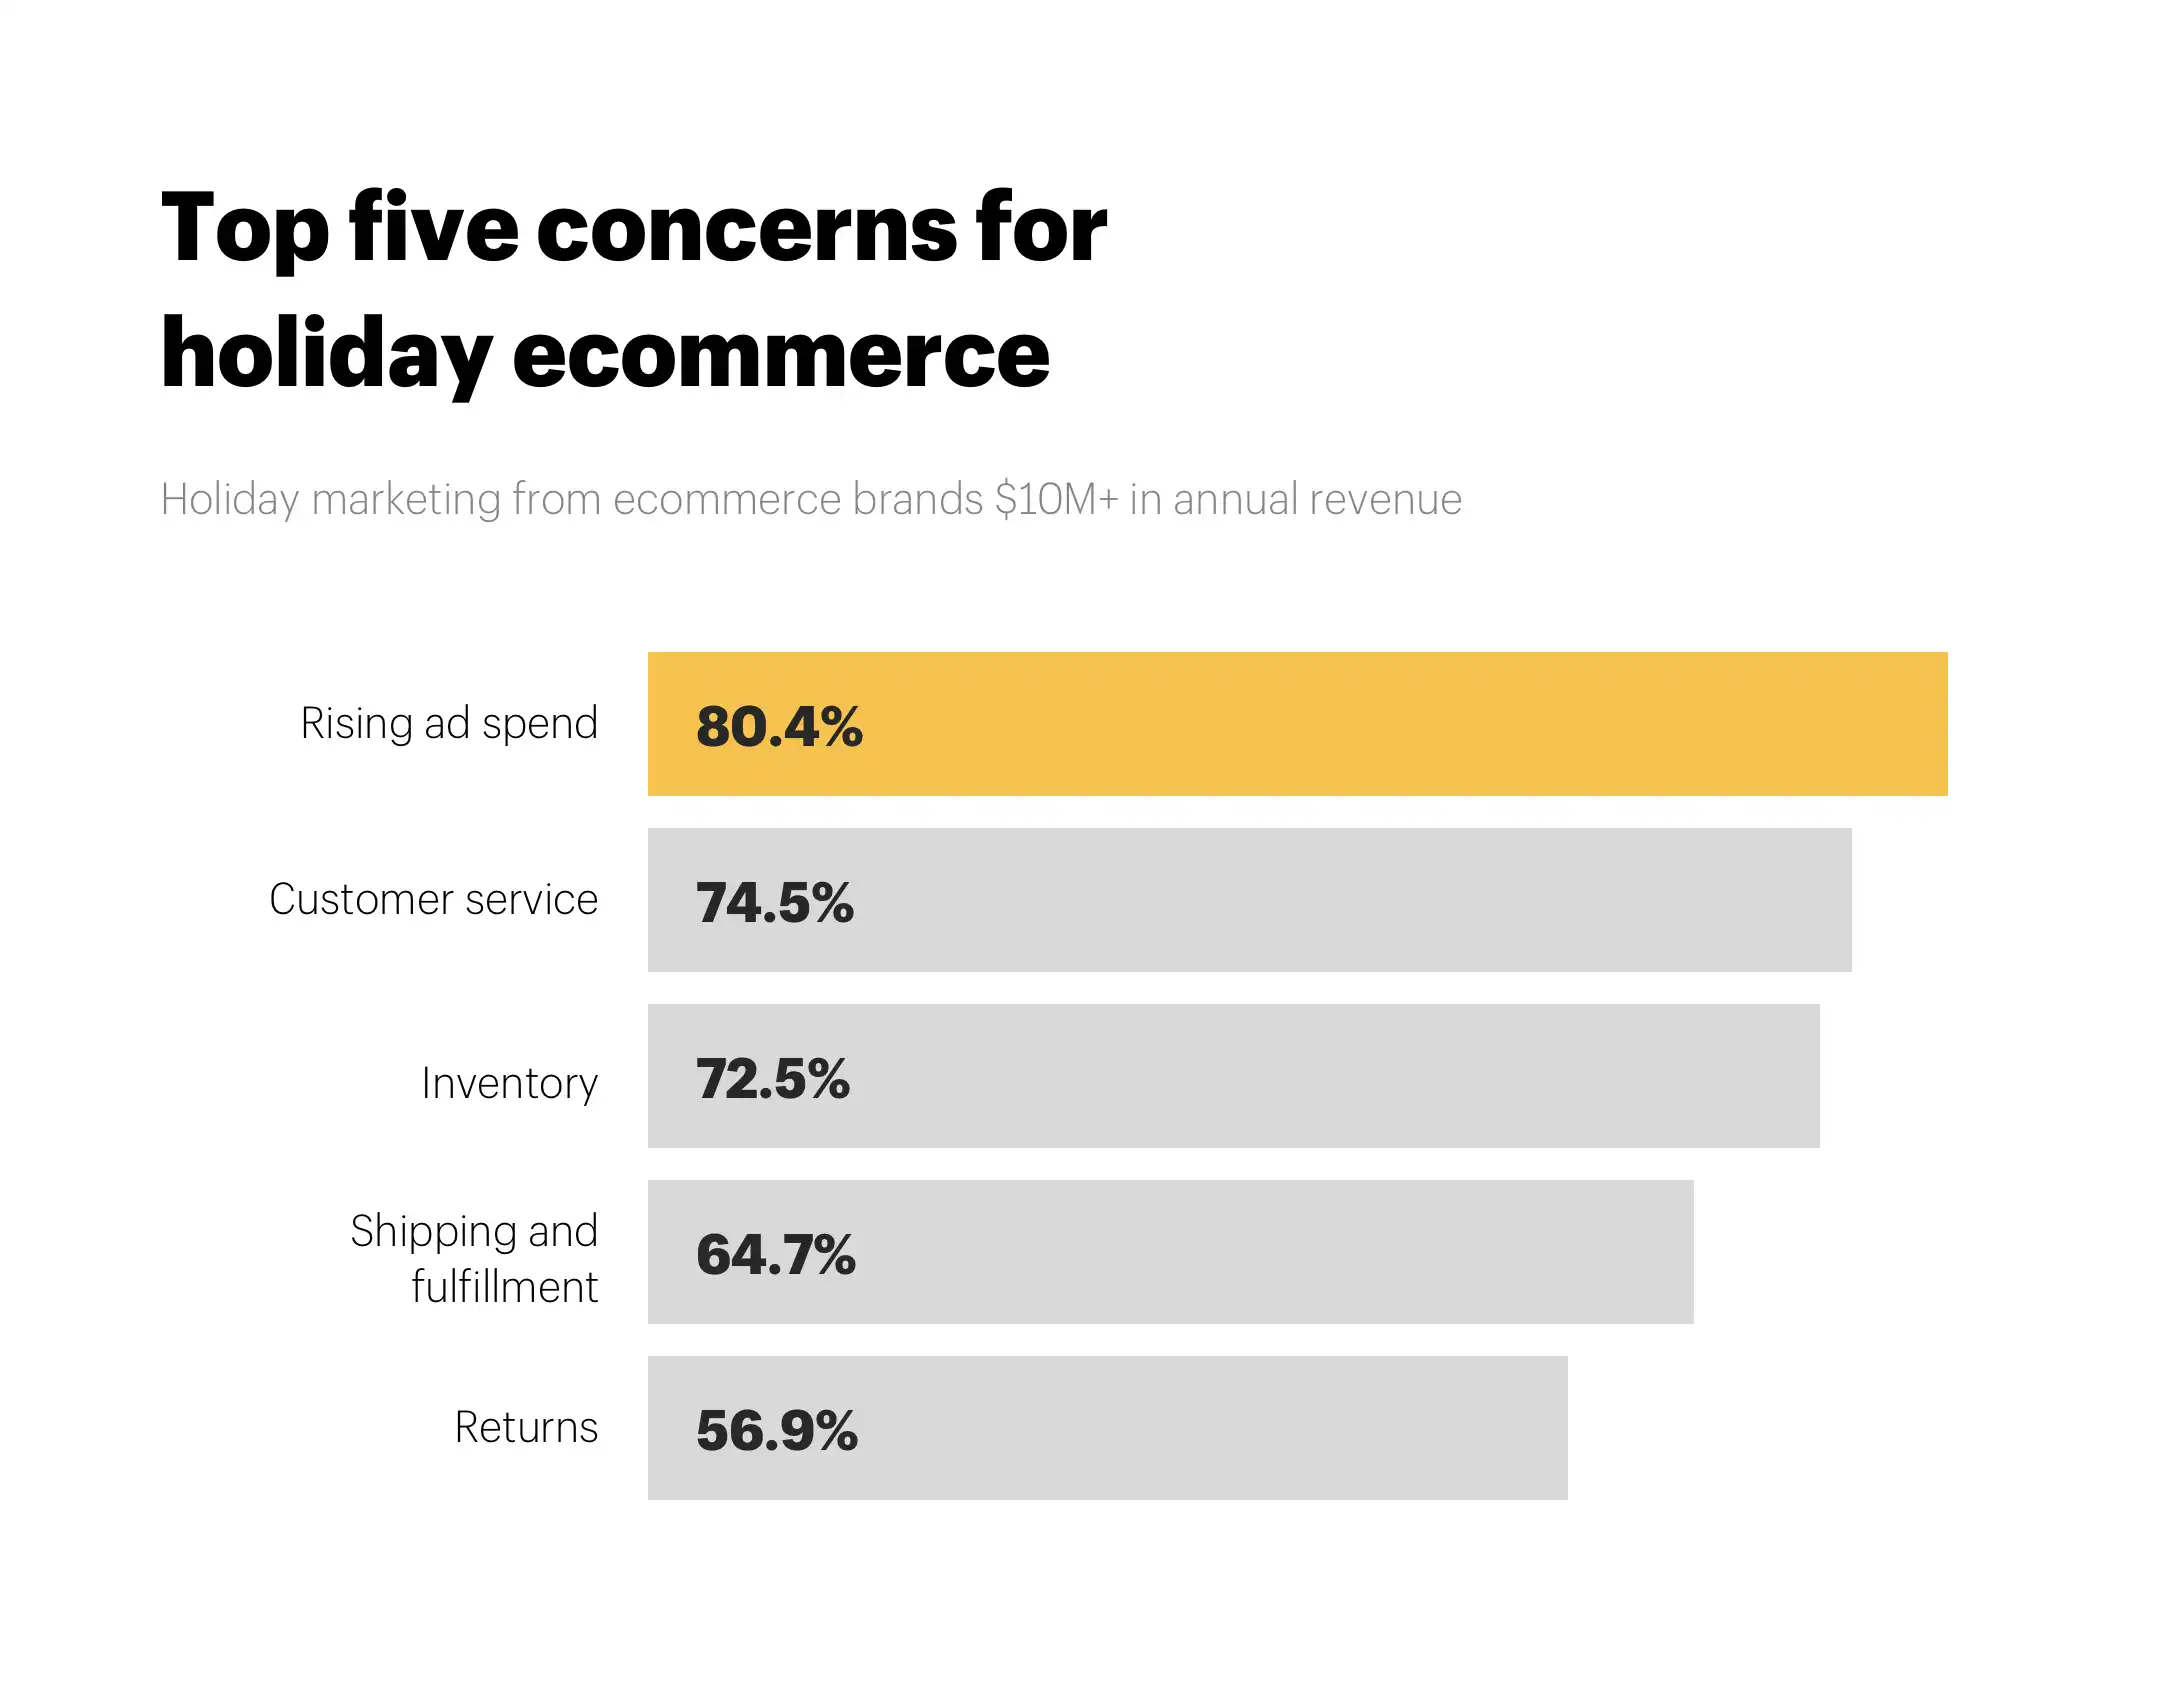 Top five concerns for
holiday ecommerce
Holiday marketing from ecommerce brands $10M+ in annual revenue
Rising ad spend
80.4%
Customer service
74.5%
Inventory
72.5%
Shipping and
fulfillment
64.7%
Returns
56.9%